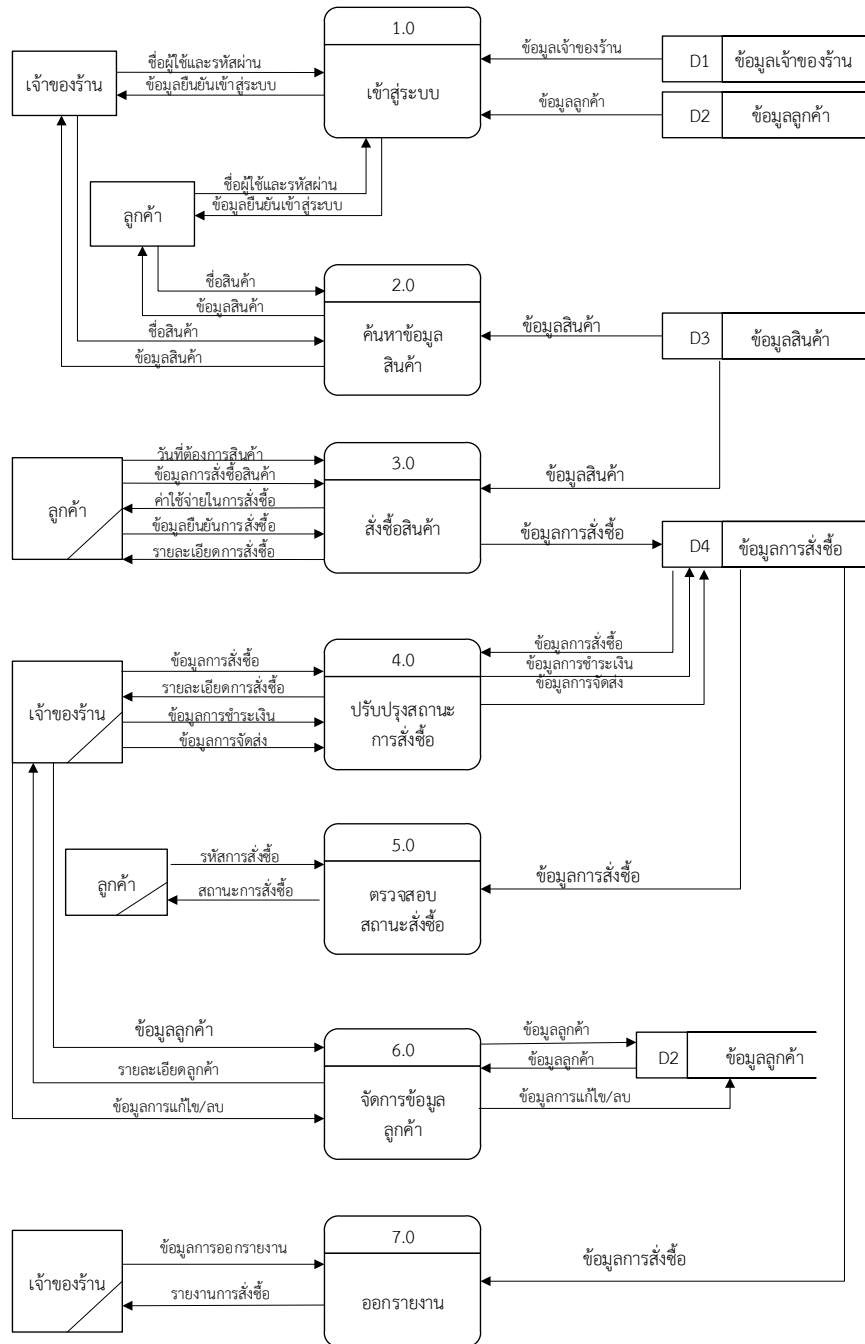 1.0
ชื่อผู้ใช้และรหัสผ่าน
ข้อมูลเจ้าของร้าน
D1
ข้อมูลเจ้าของร้าน
เจ้าของร้าน
ข้อมูลยืนยันเข้าสู่ระบบ
เข้าสู่ระบบ
ข้อมูลลูกค้า
D2
ข้อมูลลูกค้า
ชื่อผู้ใช้และรหัสผ่าน
ลูกค้า
ข้อมูลยืนยันเข้าสู่ระบบ
ชื่อสินค้า
2.0
ข้อมูลสินค้า
ชื่อสินค้า
ข้อมูลสินค้า
ค้นหาข้อมูล
สินค้า
ข้อมูลสินค้า
D3
ข้อมูลสินค้า
วันที่ต้องการสินค้า
3.0
ข้อมูลการสั่งซื้อสินค้า
ข้อมูลสินค้า
ลูกค้า
ค่าใช้จ่ายในการสั่งซื้อ
ข้อมูลยืนยันการสั่งซื้อ
สั่งซื้อสินค้า
รายละเอียดการสั่งซื้อ
ข้อมูลการสั่งซื้อ
D4
ข้อมูลการสั่งซื้อ
ข้อมูลการสั่งซื้อ
4.0
ข้อมูลการสั่งซื้อ
ข้อมูลการชำระเงิน
ข้อมูลการจัดส่ง
รายละเอียดการสั่งซื้อ
เจ้าของร้าน
ข้อมูลการชำระเงิน
ข้อมูลการจัดส่ง
ปรับปรุงสถานะ
การสั่งซื้อ
5.0
รหัสการสั่งซื้อ
ลูกค้า
สถานะการสั่งซื้อ
ตรวจสอบ
สถานะสั่งซื้อ
ข้อมูลการสั่งซื้อ
ข้อมูลลูกค้า
6.0
ข้อมูลลูกค้า
ข้อมูลลูกค้า
D2
ข้อมูลลูกค้า
รายละเอียดลูกค้า
ข้อมูลการแก้ไข/ลบ
จัดการข้อมูล
ลูกค้า
ข้อมูลการแก้ไข/ลบ
7.0
ข้อมูลการออกรายงาน
ข้อมูลการสั่งซื้อ
เจ้าของร้าน
รายงานการสั่งซื้อ
ออกรายงาน